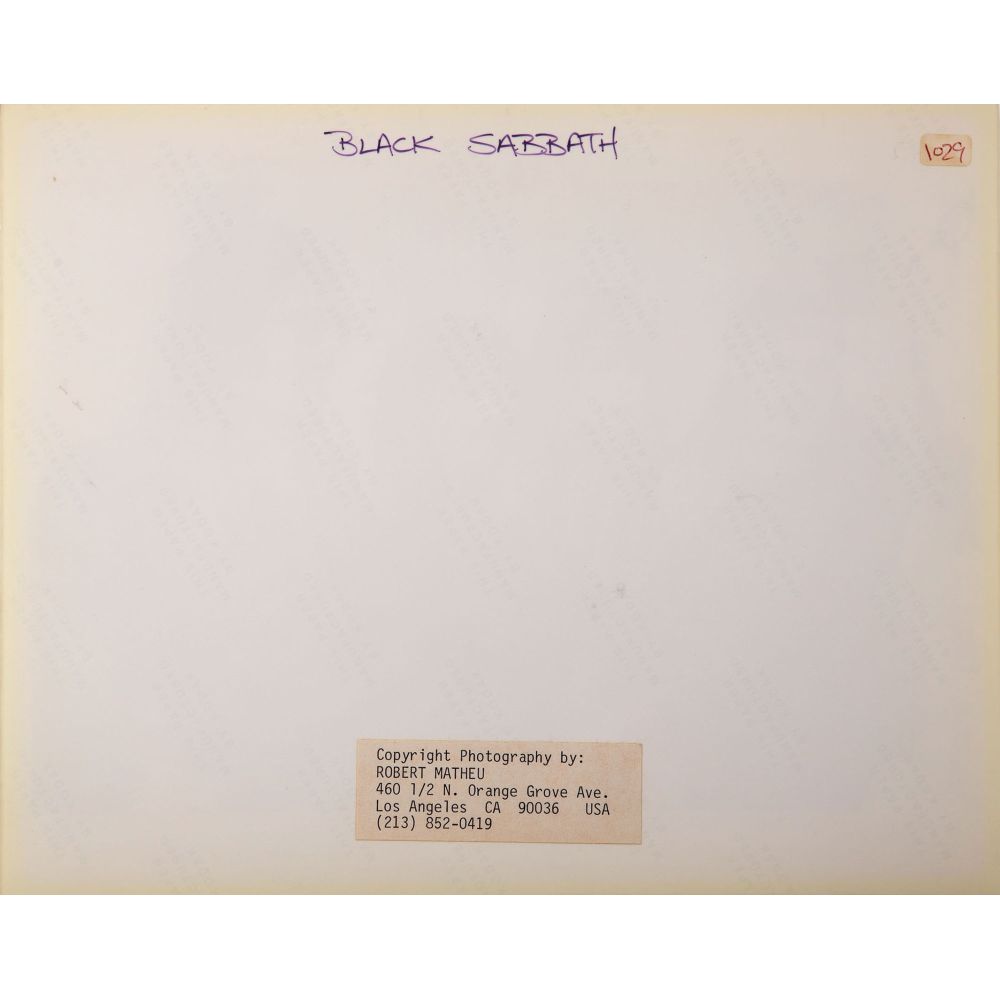 BLACK SABBATH
1029
Copyright Photography by:
ROBERT MATHEU
460 1/2 N. Orange Grove Ave.
Los Angeles CA 90036 USA
(213) 852-0419